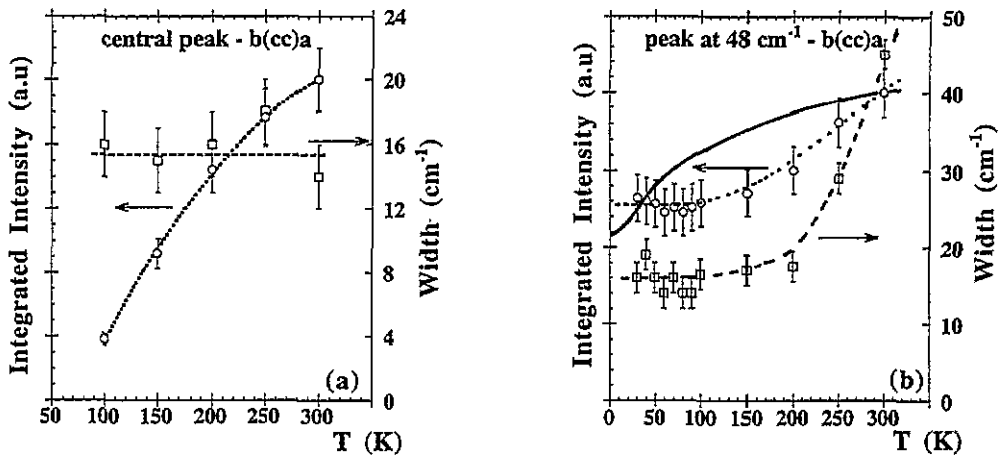 central peak - b(cc)a
Integrated Intensity (a.u)
24
20
16
12
8
4
0
Width (cm⁻¹)
(a)
50 100 150 200 250 300
T (K)
peak at 48 cm⁻¹ - b(cc)a
Integrated Intensity (a.u)
50
40
30
20
10
0
Width (cm⁻¹)
(b)
0 50 100 150 200 250 300
T (K)